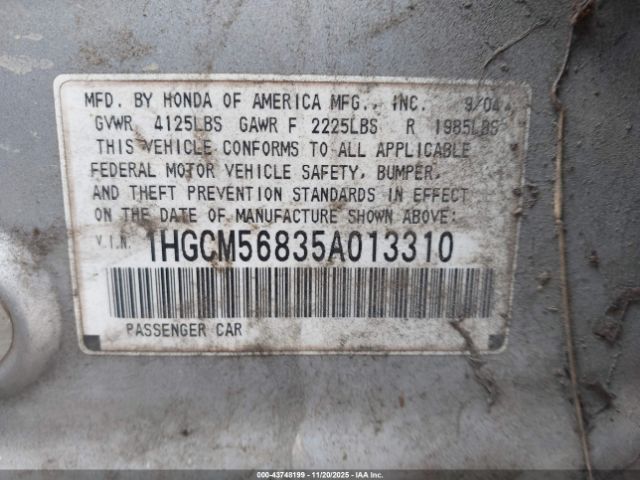 MFD. BY HONDA OF AMERICA MFG., INC. 9/04
GVWR 4125LBS GAWR F 2225LBS R 1985LBS
THIS VEHICLE CONFORMS TO ALL APPLICABLE
FEDERAL MOTOR VEHICLE SAFETY, BUMPER,
AND THEFT PREVENTION STANDARDS IN EFFECT
ON THE DATE OF MANUFACTURE SHOWN ABOVE:
V.I.N. 1HGCM56835A013310
PASSENGER CAR
000-43748199 - 11/20/2025 - IAA Inc.